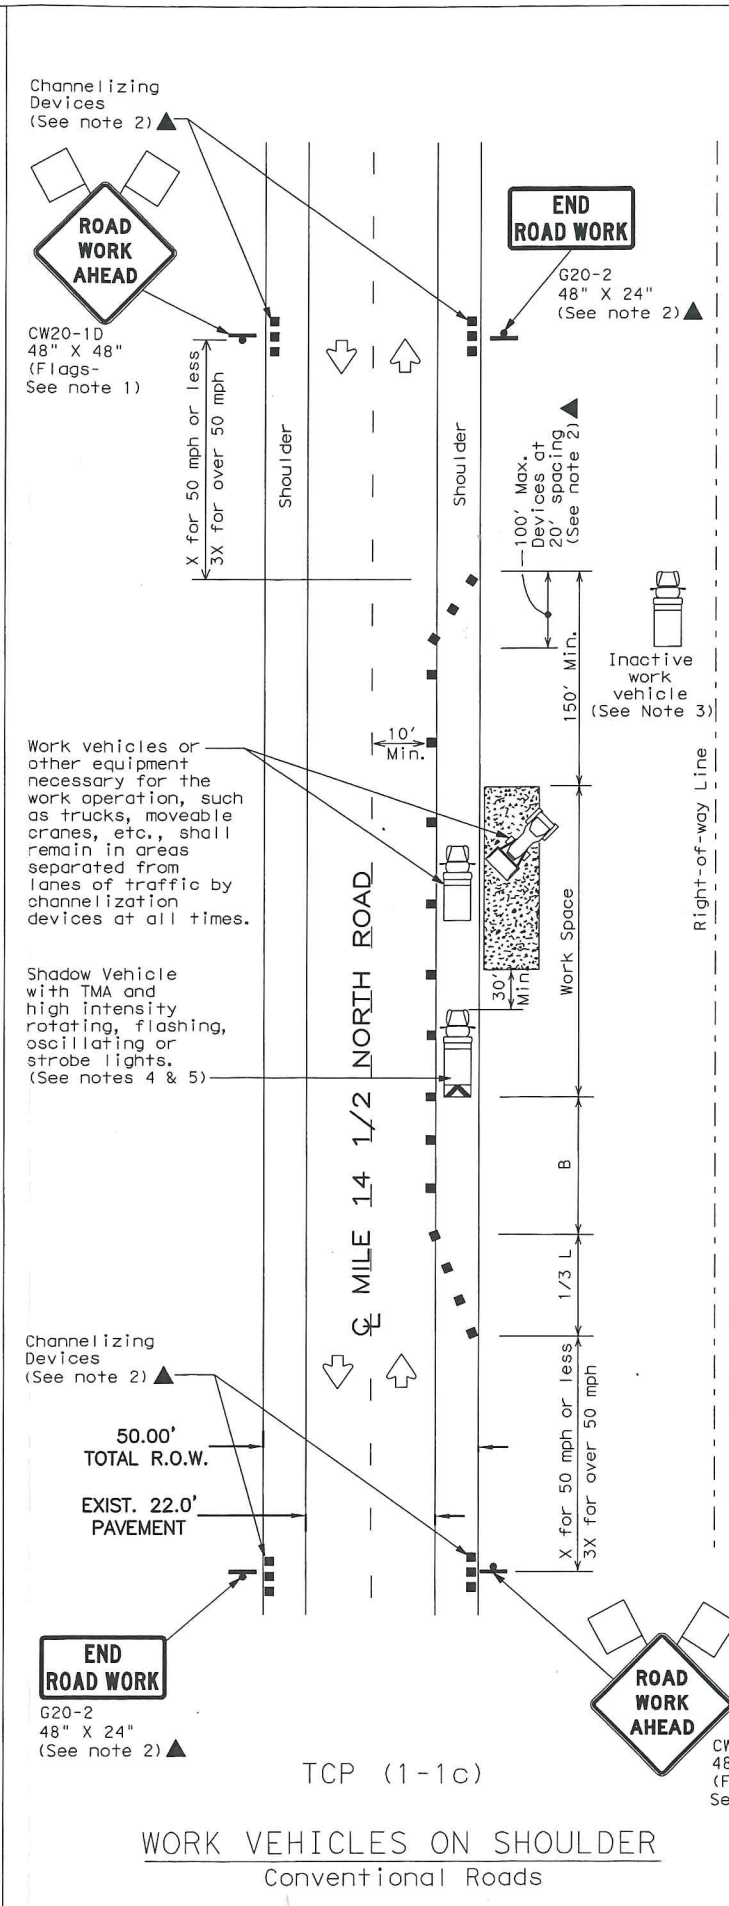 Channelizing
Devices
(See note 2)
ROAD
WORK
AHEAD
CW20-1D
48" X 48"
(Flags-
See note 1)
END
ROAD WORK
G20-2
48" X 24"
(See note 2)
X for 50 mph or less
3X for over 50 mph
Shoulder
Shoulder
100' Max.
Devices at
20' spacing
(See note 2)
150' Min.
Inactive
work
vehicle
(See Note 3)
10'
Min.
Right-of-way Line
Work vehicles or
other equipment
necessary for the
work operation, such
as trucks, moveable
cranes, etc., shall
remain in areas
separated from
lanes of traffic by
channelization
devices at all times.
Work Space
30'
Min.
Shadow Vehicle
with TMA and
high intensity
rotating, flashing,
oscillating or
strobe lights.
(See notes 4 & 5)
℄ MILE 14 1/2 NORTH ROAD
B
1/3 L
Channelizing
Devices
(See note 2)
X for 50 mph or less
3X for over 50 mph
50.00'
TOTAL R.O.W.
EXIST. 22.0'
PAVEMENT
END
ROAD WORK
G20-2
48" X 24"
(See note 2)
ROAD
WORK
AHEAD
CW
48
(F
Se
TCP (1-1c)
WORK VEHICLES ON SHOULDER
Conventional Roads